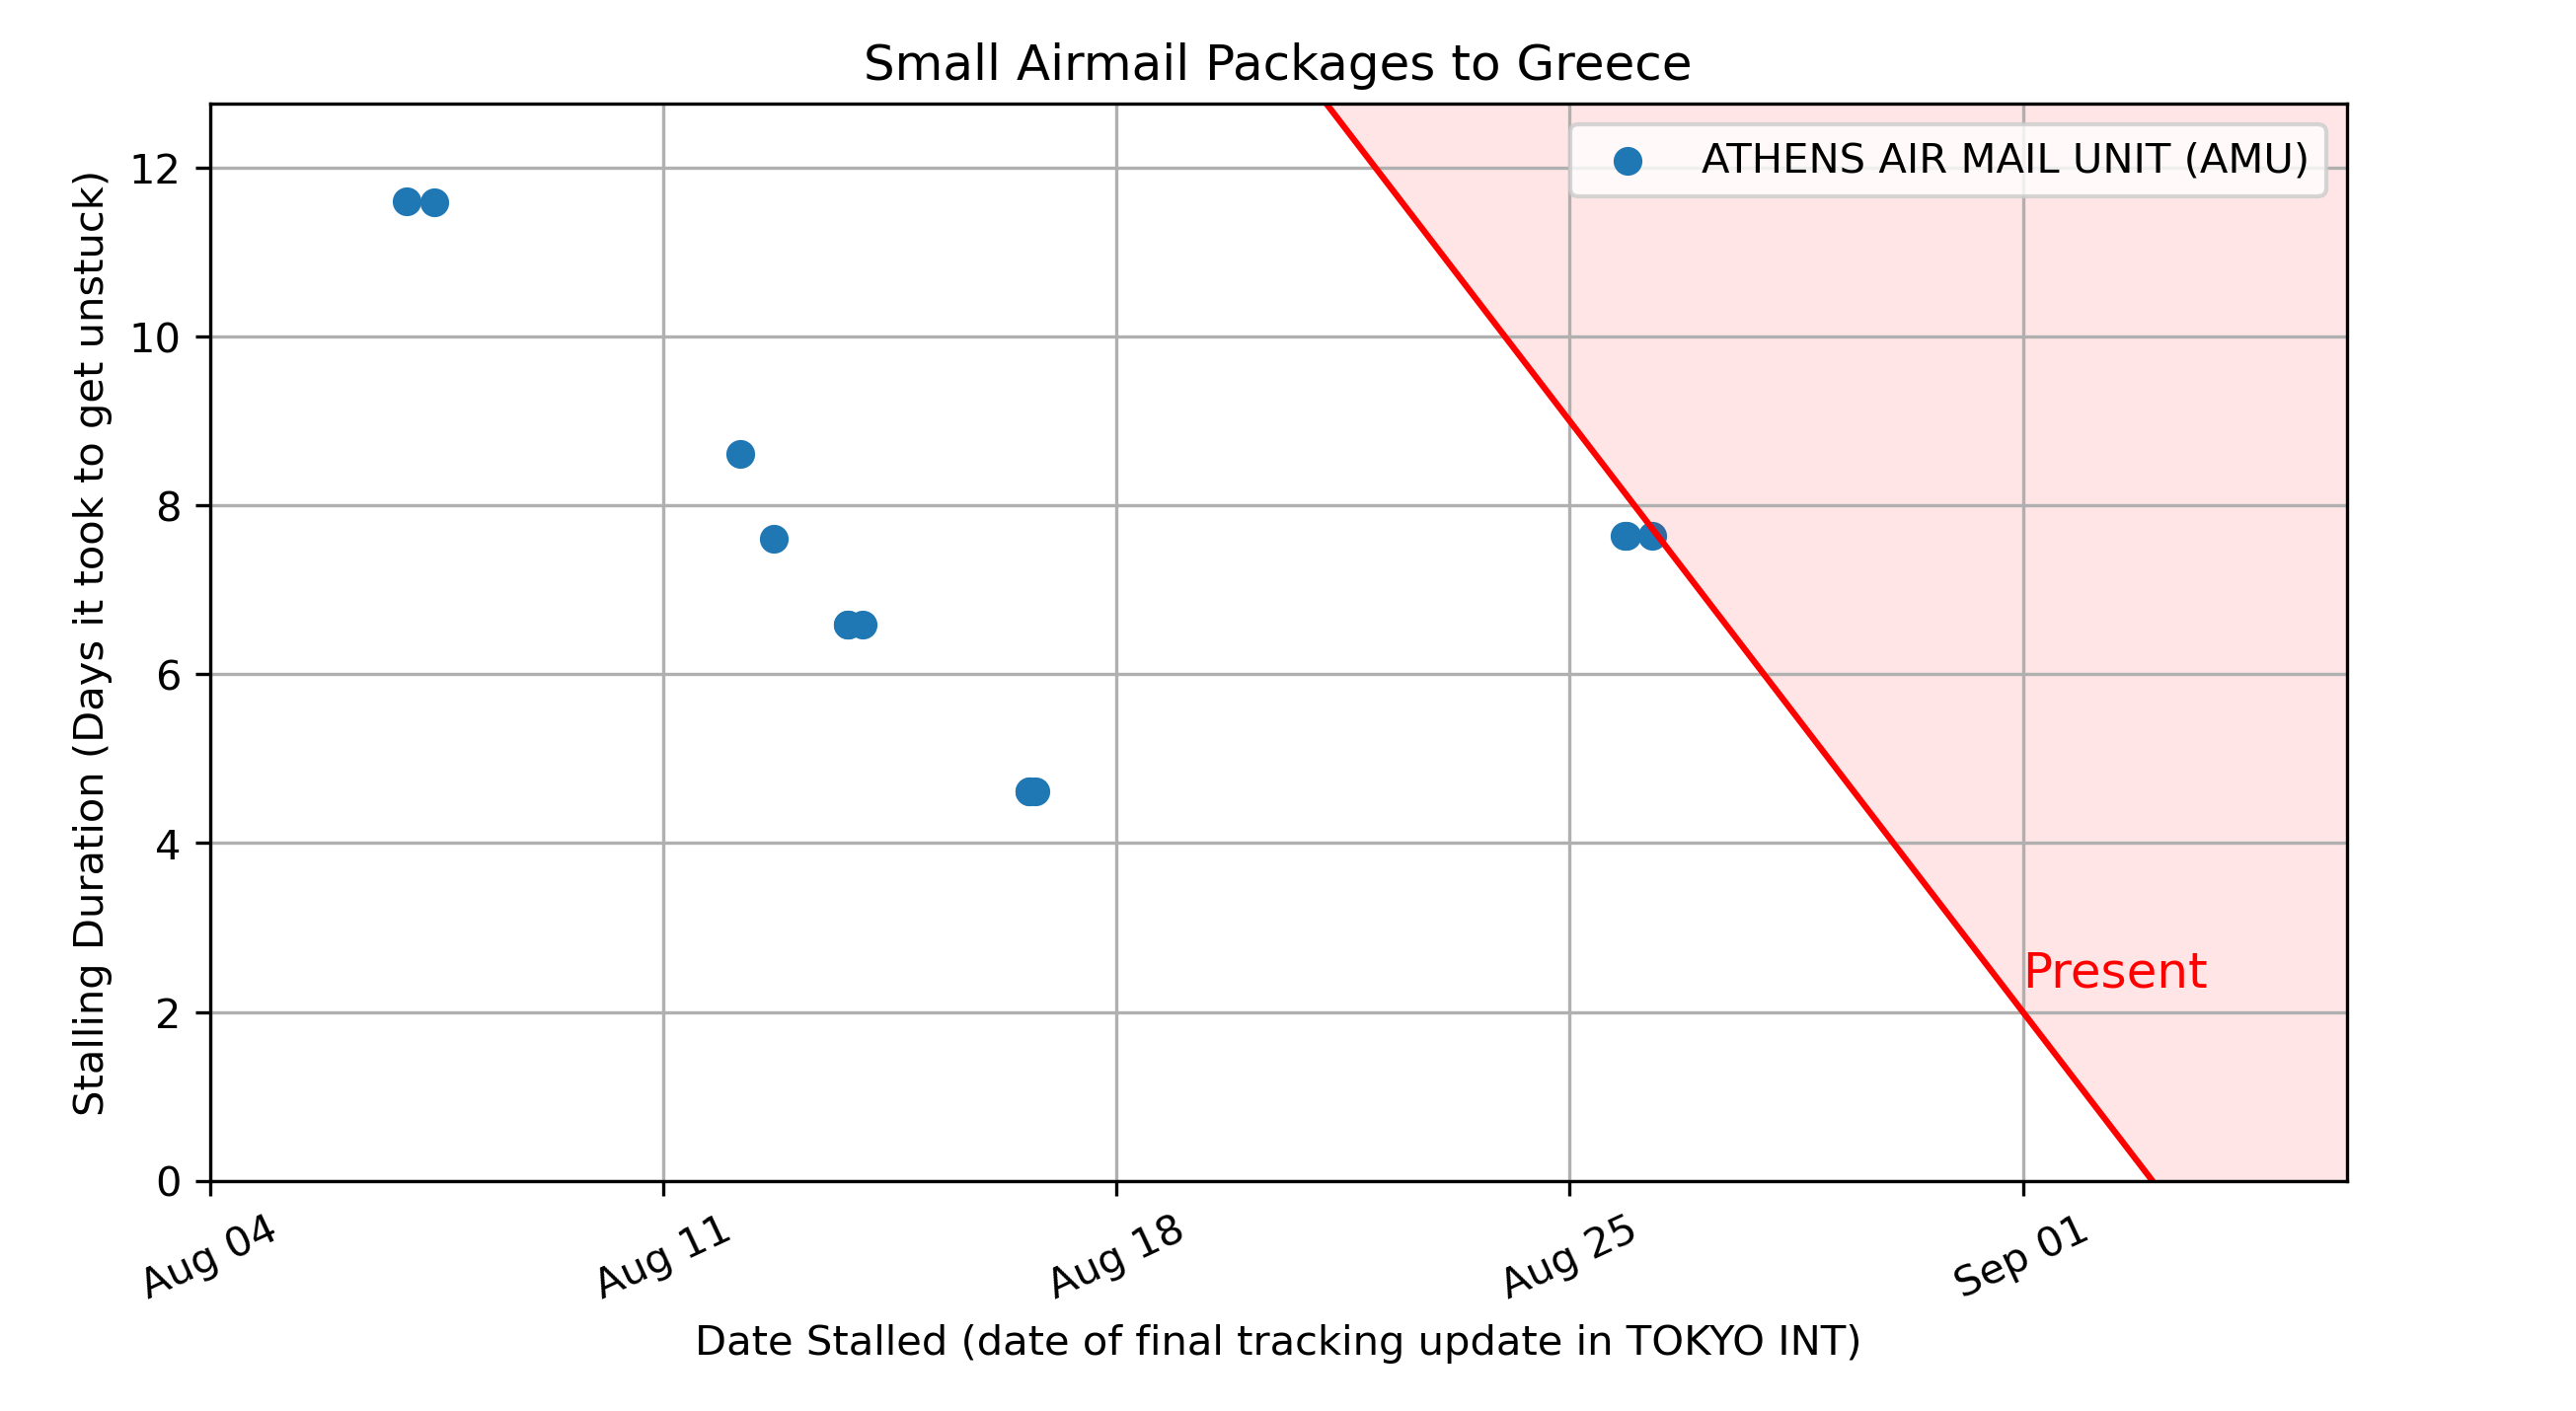 Small Airmail Packages to Greece
ATHENS AIR MAIL UNIT (AMU)
Stalling Duration (Days it took to get unstuck)
12
10
8
6
4
2
0
Present
Aug 04
Aug 11
Aug 18
Aug 25
Sep 01
Date Stalled (date of final tracking update in TOKYO INT)